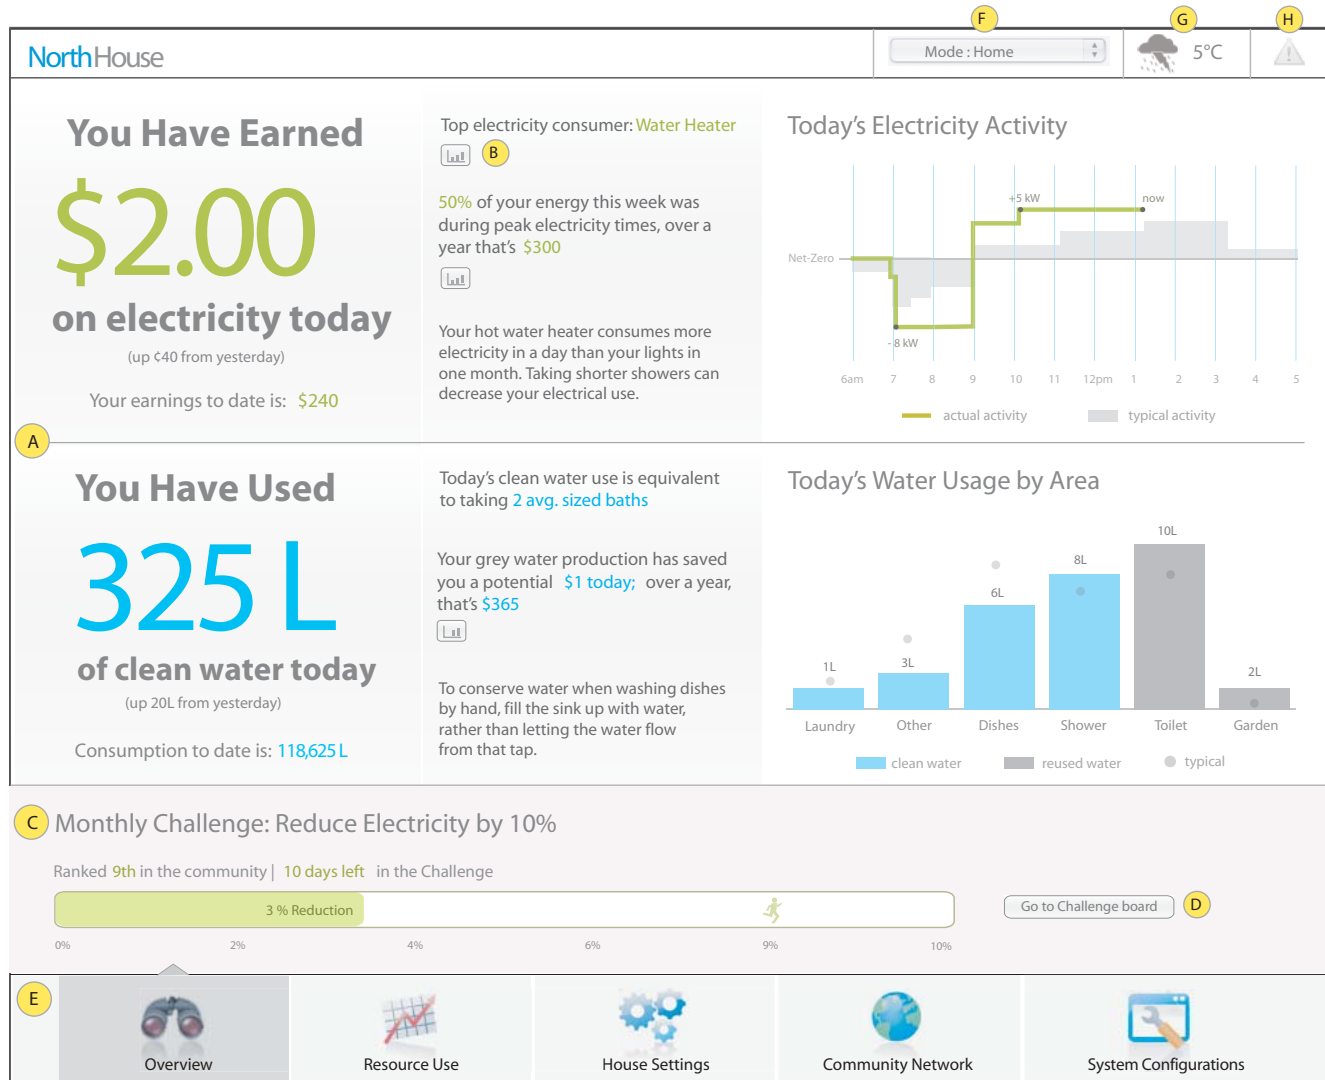 F
G
H
NorthHouse
Mode : Home
5°C
You Have Earned
$2.00
on electricity today
(up ¢40 from yesterday)
Your earnings to date is: $240
Top electricity consumer: Water Heater
B
50% of your energy this week was
during peak electricity times, over a
year that's $300
Your hot water heater consumes more
electricity in a day than your lights in
one month. Taking shorter showers can
decrease your electrical use.
Today's Electricity Activity
+5 kW
now
Net-Zero
- 8 kW
6am 7 8 9 10 11 12pm 1 2 3 4 5
actual activity
typical activity
A
You Have Used
325 L
of clean water today
(up 20L from yesterday)
Consumption to date is: 118,625 L
Today's clean water use is equivalent
to taking 2 avg. sized baths
Your grey water production has saved
you a potential $1 today; over a year,
that's $365
To conserve water when washing dishes
by hand, fill the sink up with water,
rather than letting the water flow
from that tap.
Today's Water Usage by Area
1L 3L 6L 8L 10L 2L
Laundry Other Dishes Shower Toilet Garden
clean water
reused water
typical
C
Monthly Challenge: Reduce Electricity by 10%
Ranked 9th in the community | 10 days left in the Challenge
3 % Reduction
0% 2% 4% 6% 9% 10%
Go to Challenge board
D
E
Overview
Resource Use
House Settings
Community Network
System Configurations